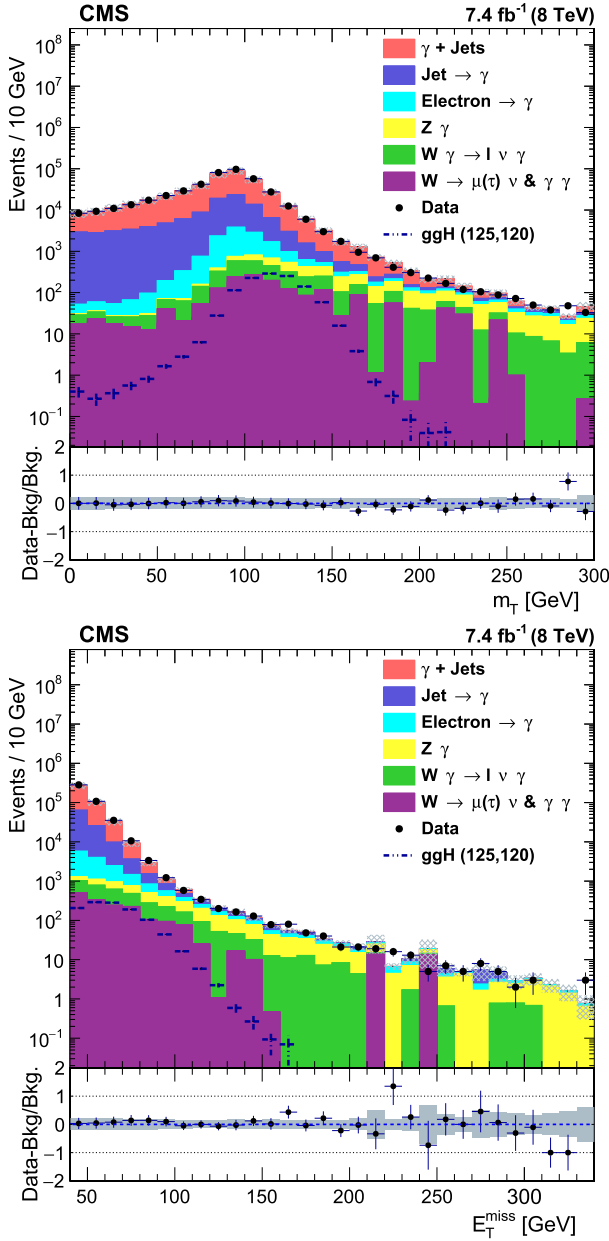 CMS 7.4 fb⁻¹ (8 TeV)
Events / 10 GeV
10⁸
10⁷
10⁶
10⁵
10⁴
10³
10²
10
1
10⁻¹
γ + Jets
Jet → γ
Electron → γ
Z γ
W γ → l ν γ
W → μ(τ) ν & γ γ
Data
ggH (125,120)
Data-Bkg/Bkg.
2
1
0
−1
−2
0 50 100 150 200 250 300
m_T [GeV]
CMS 7.4 fb⁻¹ (8 TeV)
Events / 10 GeV
10⁸
10⁷
10⁶
10⁵
10⁴
10³
10²
10
1
10⁻¹
γ + Jets
Jet → γ
Electron → γ
Z γ
W γ → l ν γ
W → μ(τ) ν & γ γ
Data
ggH (125,120)
Data-Bkg/Bkg.
2
1
0
−1
−2
50 100 150 200 250 300
E_T^miss [GeV]